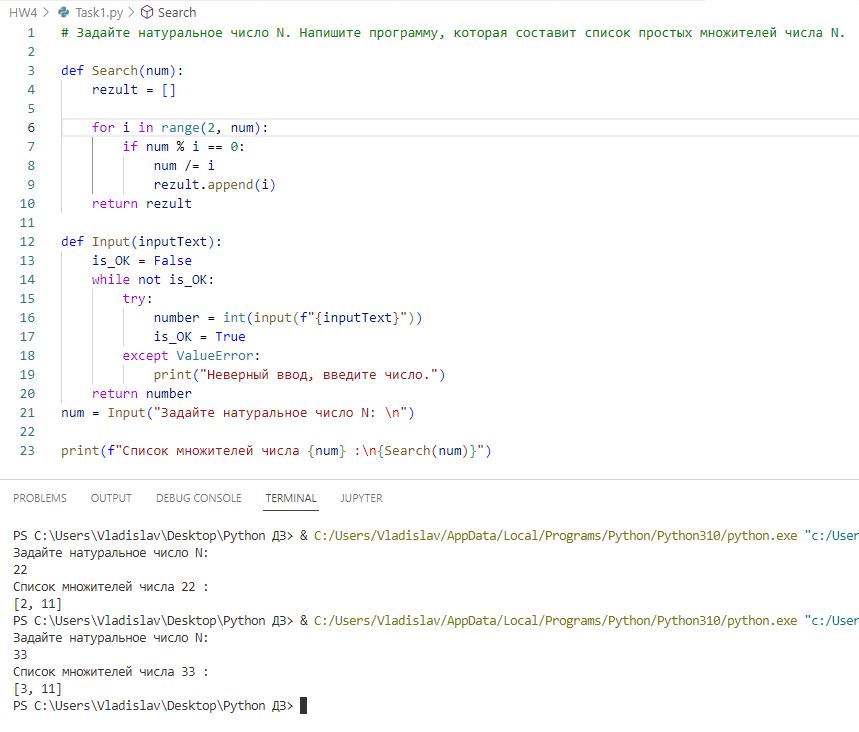 HW4 > Task1.py > Search
1 # Задайте натуральное число N. Напишите программу, которая составит список простых множителей числа N.
2
3 def Search(num):
4     rezult = []
5
6     for i in range(2, num):
7         if num % i == 0:
8             num /= i
9             rezult.append(i)
10     return rezult
11
12 def Input(inputText):
13     is_OK = False
14     while not is_OK:
15         try:
16             number = int(input(f"{inputText}"))
17             is_OK = True
18         except ValueError:
19             print("Неверный ввод, введите число.")
20     return number
21 num = Input("Задайте натуральное число N: \n")
22
23 print(f"Список множителей числа {num} :\n{Search(num)}")
PROBLEMS OUTPUT DEBUG CONSOLE TERMINAL JUPYTER
PS C:\Users\Vladislav\Desktop\Python ДЗ> & C:/Users/Vladislav/AppData/Local/Programs/Python/Python310/python.exe "c:/User
Задайте натуральное число N:
22
Список множителей числа 22 :
[2, 11]
PS C:\Users\Vladislav\Desktop\Python ДЗ> & C:/Users/Vladislav/AppData/Local/Programs/Python/Python310/python.exe "c:/User
Задайте натуральное число N:
33
Список множителей числа 33 :
[3, 11]
PS C:\Users\Vladislav\Desktop\Python ДЗ>